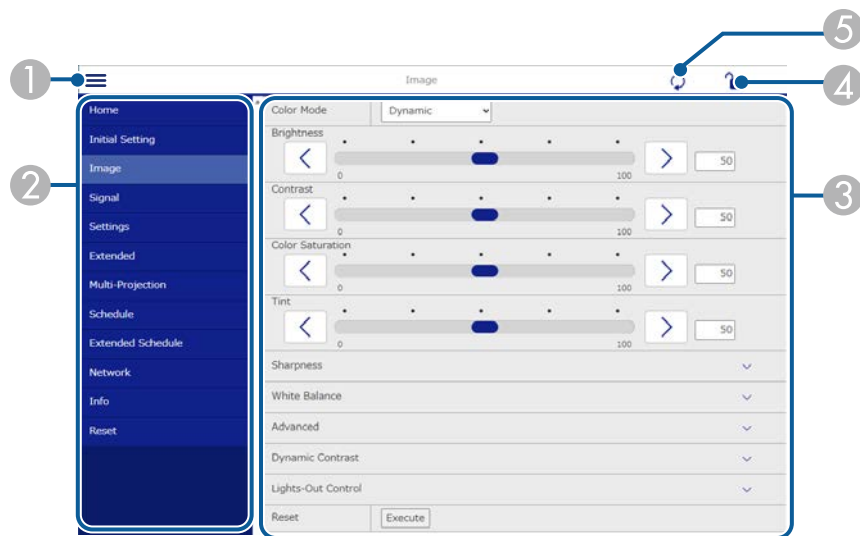 5
1
Image
4
Home
Initial Setting
Image
Signal
Settings
Extended
Multi-Projection
Schedule
Extended Schedule
Network
Info
Reset
2
Color Mode
Dynamic
Brightness
0
100
50
Contrast
0
100
50
Color Saturation
0
100
50
Tint
0
100
50
Sharpness
White Balance
Advanced
Dynamic Contrast
Lights-Out Control
Reset
Execute
3